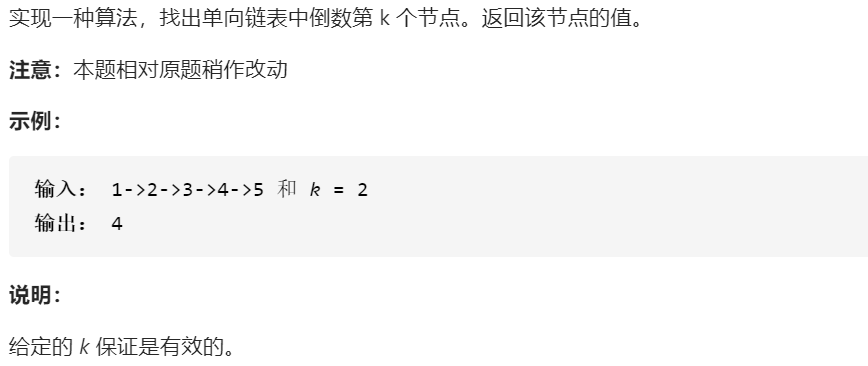 实现一种算法，找出单向链表中倒数第 k 个节点。返回该节点的值。
注意：本题相对原题稍作改动
示例：
输入： 1->2->3->4->5 和 k = 2
输出： 4
说明：
给定的 k 保证是有效的。